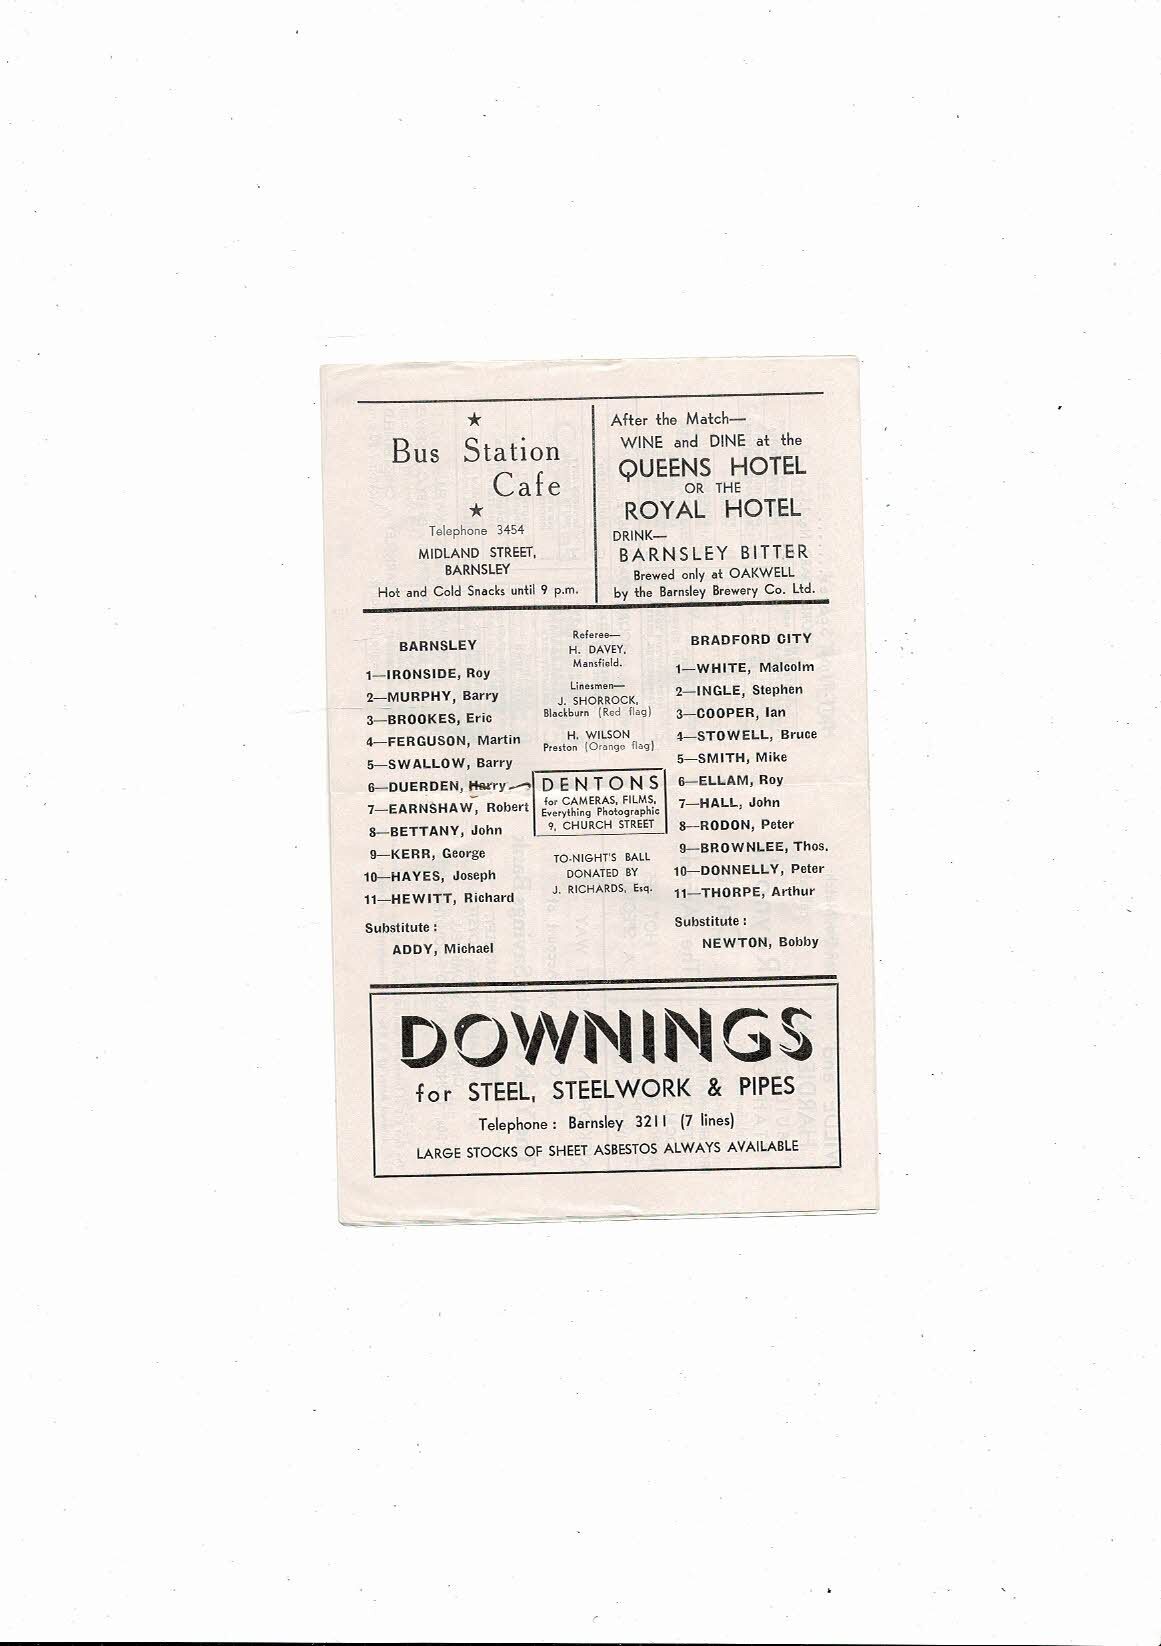 ★
Bus Station
Cafe
★
Telephone 3454
MIDLAND STREET,
BARNSLEY
Hot and Cold Snacks until 9 p.m.
After the Match—
WINE and DINE at the
QUEENS HOTEL
OR THE
ROYAL HOTEL
DRINK—
BARNSLEY BITTER
Brewed only at OAKWELL
by the Barnsley Brewery Co. Ltd.
BARNSLEY
1—IRONSIDE, Roy
2—MURPHY, Barry
3—BROOKES, Eric
4—FERGUSON, Martin
5—SWALLOW, Barry
6—DUERDEN, Harry
7—EARNSHAW, Robert
8—BETTANY, John
9—KERR, George
10—HAYES, Joseph
11—HEWITT, Richard
Substitute :
ADDY, Michael
Referee—
H. DAVEY,
Mansfield.
Linesmen—
J. SHORROCK,
Blackburn (Red flag)
H. WILSON
Preston (Orange flag)
DENTONS
for CAMERAS, FILMS,
Everything Photographic
9, CHURCH STREET
TO-NIGHT'S BALL
DONATED BY
J. RICHARDS, Esq.
BRADFORD CITY
1—WHITE, Malcolm
2—INGLE, Stephen
3—COOPER, Ian
4—STOWELL, Bruce
5—SMITH, Mike
6—ELLAM, Roy
7—HALL, John
8—RODON, Peter
9—BROWNLEE, Thos.
10—DONNELLY, Peter
11—THORPE, Arthur
Substitute :
NEWTON, Bobby
DOWNINGS
for STEEL, STEELWORK & PIPES
Telephone : Barnsley 3211 (7 lines)
LARGE STOCKS OF SHEET ASBESTOS ALWAYS AVAILABLE